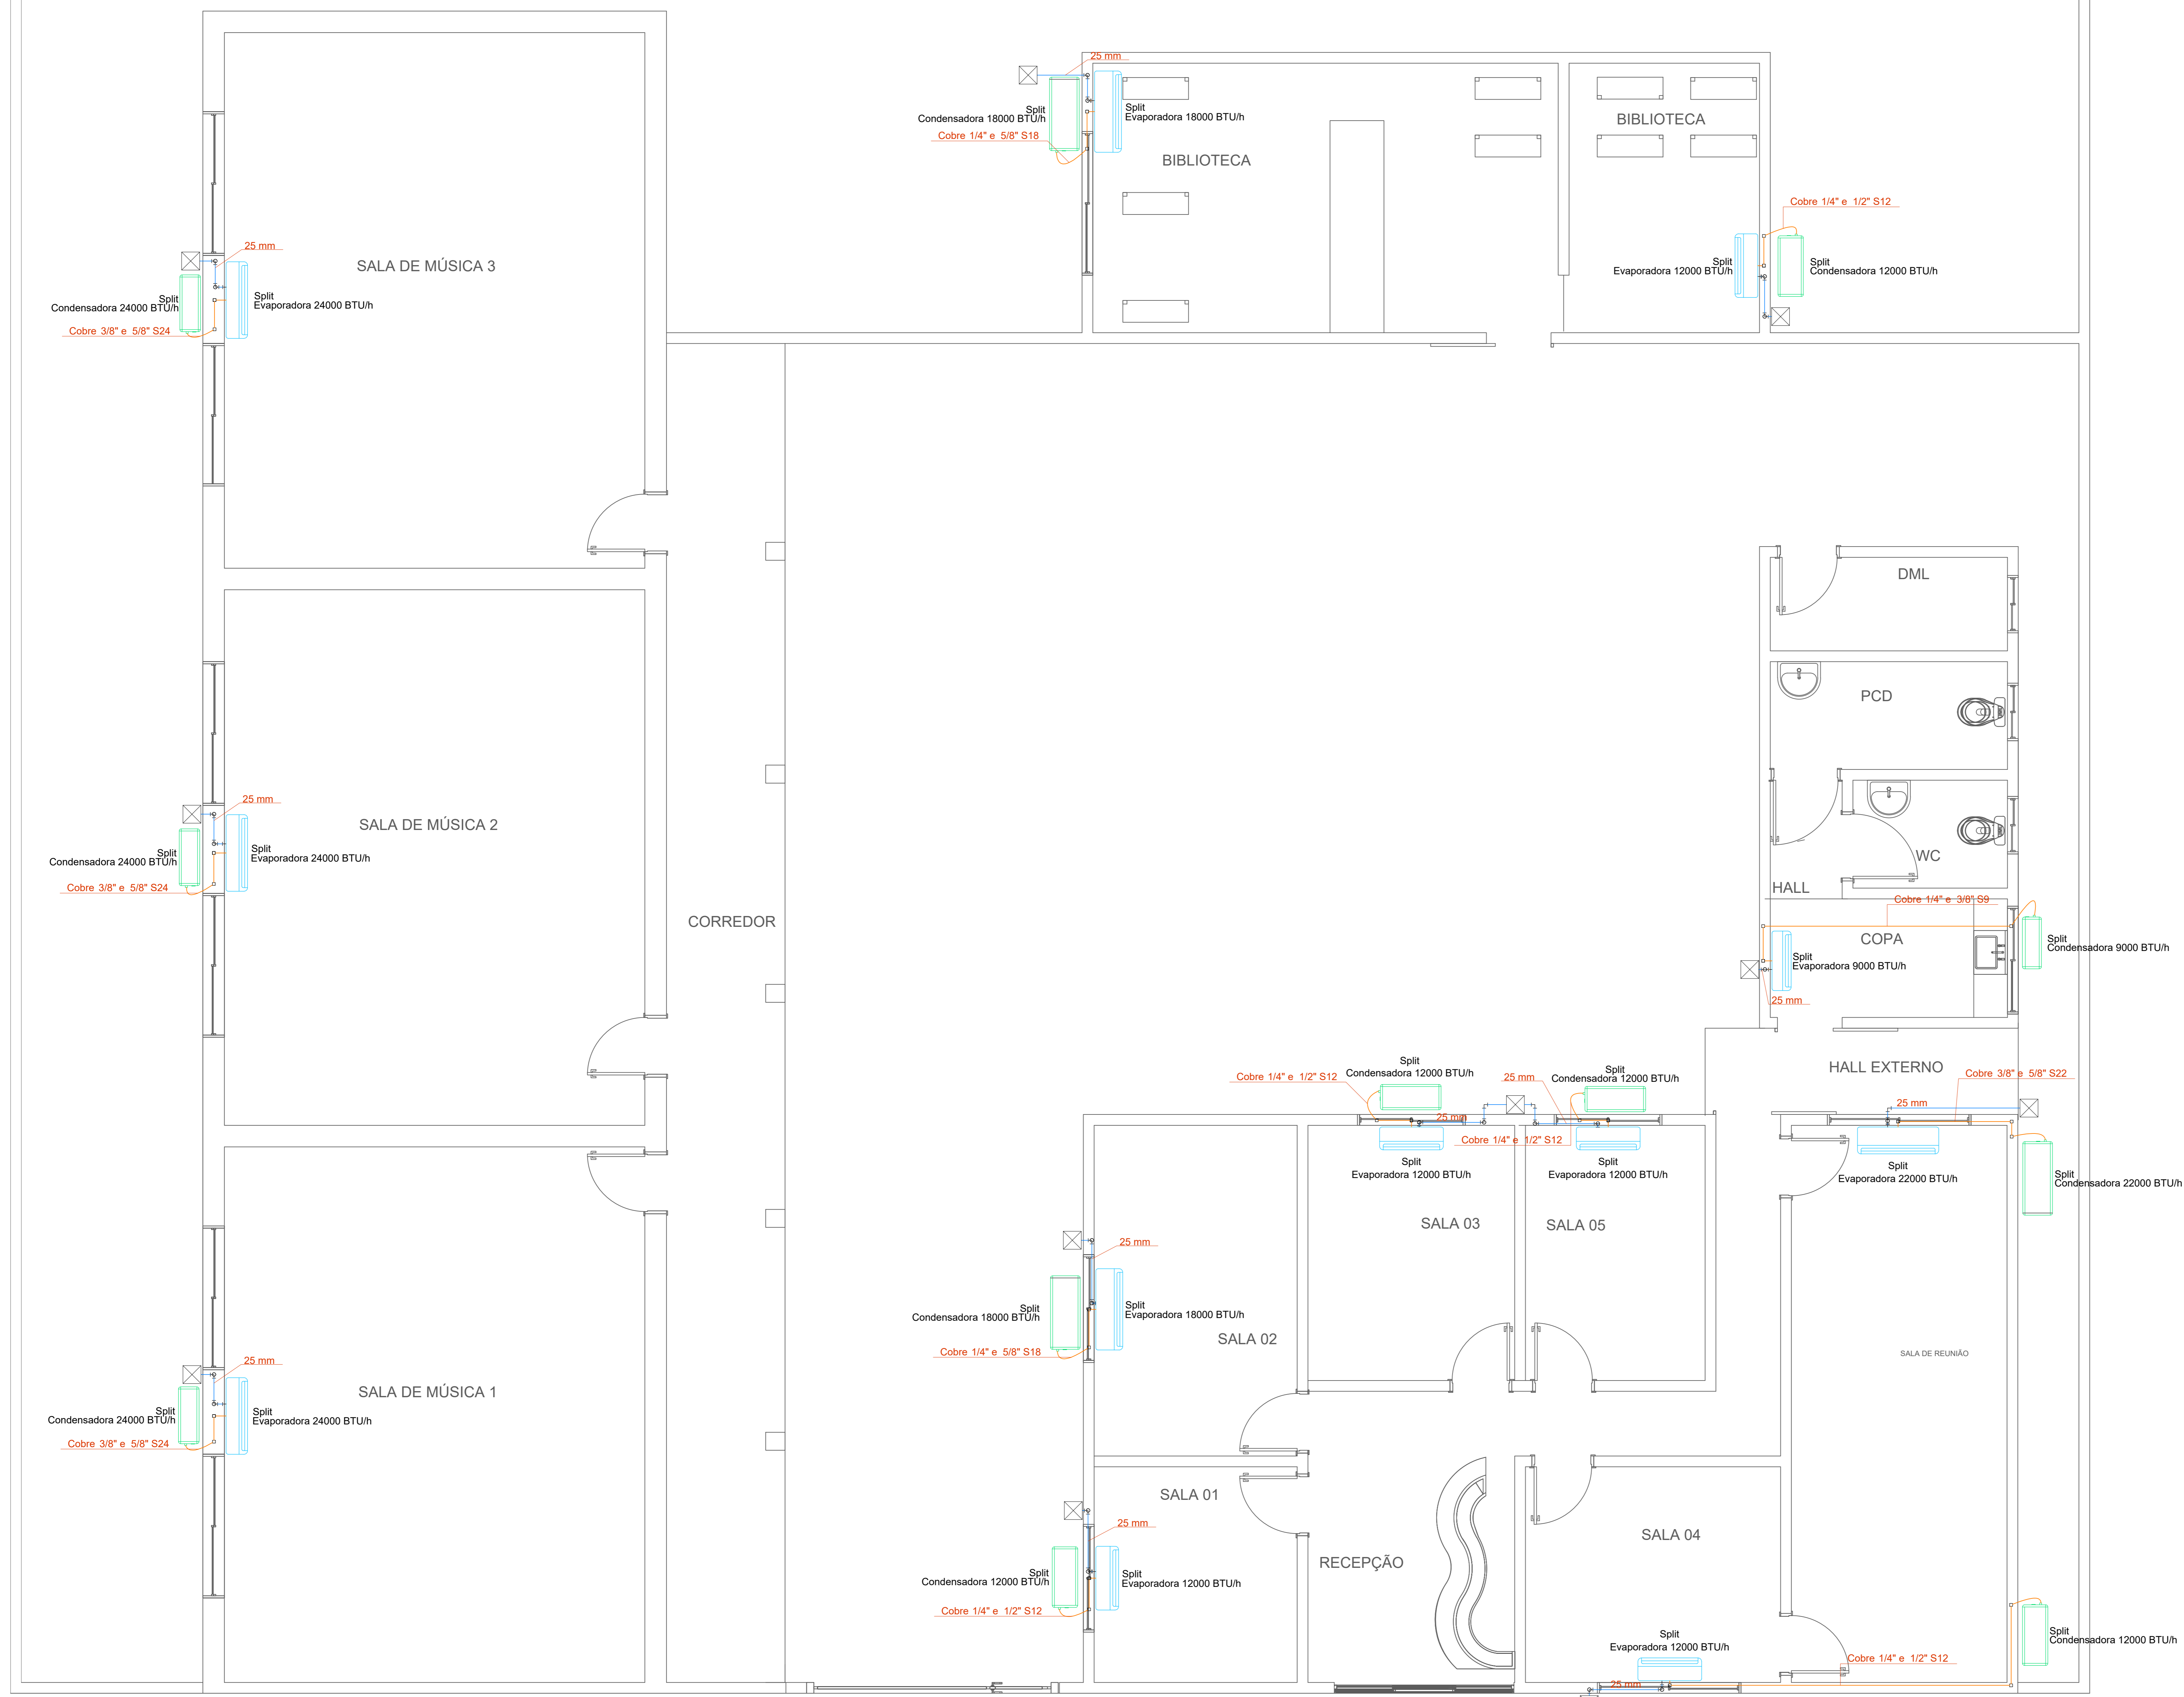 25 mm
Split
Condensadora 18000 BTU/h
Cobre 1/4" e 5/8" S18
Split
Evaporadora 18000 BTU/h
BIBLIOTECA
BIBLIOTECA
Cobre 1/4" e 1/2" S12
Split
Evaporadora 12000 BTU/h
Split
Condensadora 12000 BTU/h
25 mm
SALA DE MÚSICA 3
Split
Condensadora 24000 BTU/h
Split
Evaporadora 24000 BTU/h
Cobre 3/8" e 5/8" S24
DML
PCD
25 mm
SALA DE MÚSICA 2
Split
Condensadora 24000 BTU/h
Split
Evaporadora 24000 BTU/h
Cobre 3/8" e 5/8" S24
WC
HALL
CORREDOR
Cobre 1/4" e 3/8" S9
COPA
Split
Condensadora 9000 BTU/h
Split
Evaporadora 9000 BTU/h
25 mm
HALL EXTERNO
Split
Condensadora 12000 BTU/h
Cobre 1/4" e 1/2" S12
25 mm
Split
Condensadora 12000 BTU/h
Cobre 3/8" e 5/8" S22
25 mm
25 mm
Cobre 1/4" e 1/2" S12
Split
Evaporadora 12000 BTU/h
Split
Evaporadora 12000 BTU/h
Split
Evaporadora 22000 BTU/h
Split
Condensadora 22000 BTU/h
SALA 03
SALA 05
25 mm
Split
Condensadora 18000 BTU/h
Split
Evaporadora 18000 BTU/h
SALA 02
Cobre 1/4" e 5/8" S18
SALA DE REUNIÃO
25 mm
SALA DE MÚSICA 1
Split
Condensadora 24000 BTU/h
Split
Evaporadora 24000 BTU/h
Cobre 3/8" e 5/8" S24
SALA 01
25 mm
SALA 04
RECEPÇÃO
Split
Condensadora 12000 BTU/h
Split
Evaporadora 12000 BTU/h
Cobre 1/4" e 1/2" S12
Split
Evaporadora 12000 BTU/h
Split
Condensadora 12000 BTU/h
Cobre 1/4" e 1/2" S12
25 mm